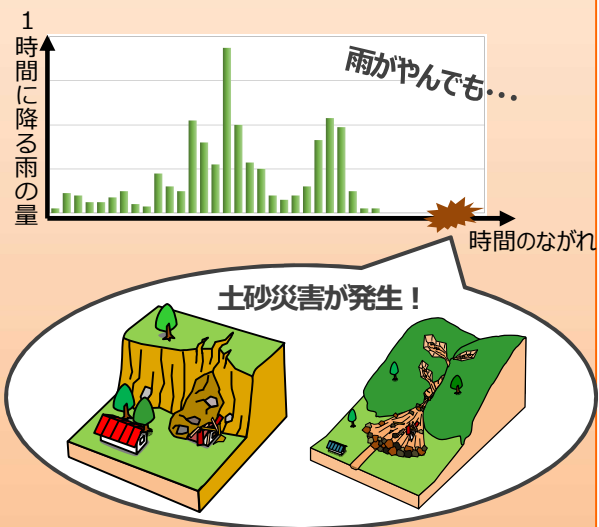 1時間に降る雨の量
雨がやんでも・・・
時間のながれ
土砂災害が発生！